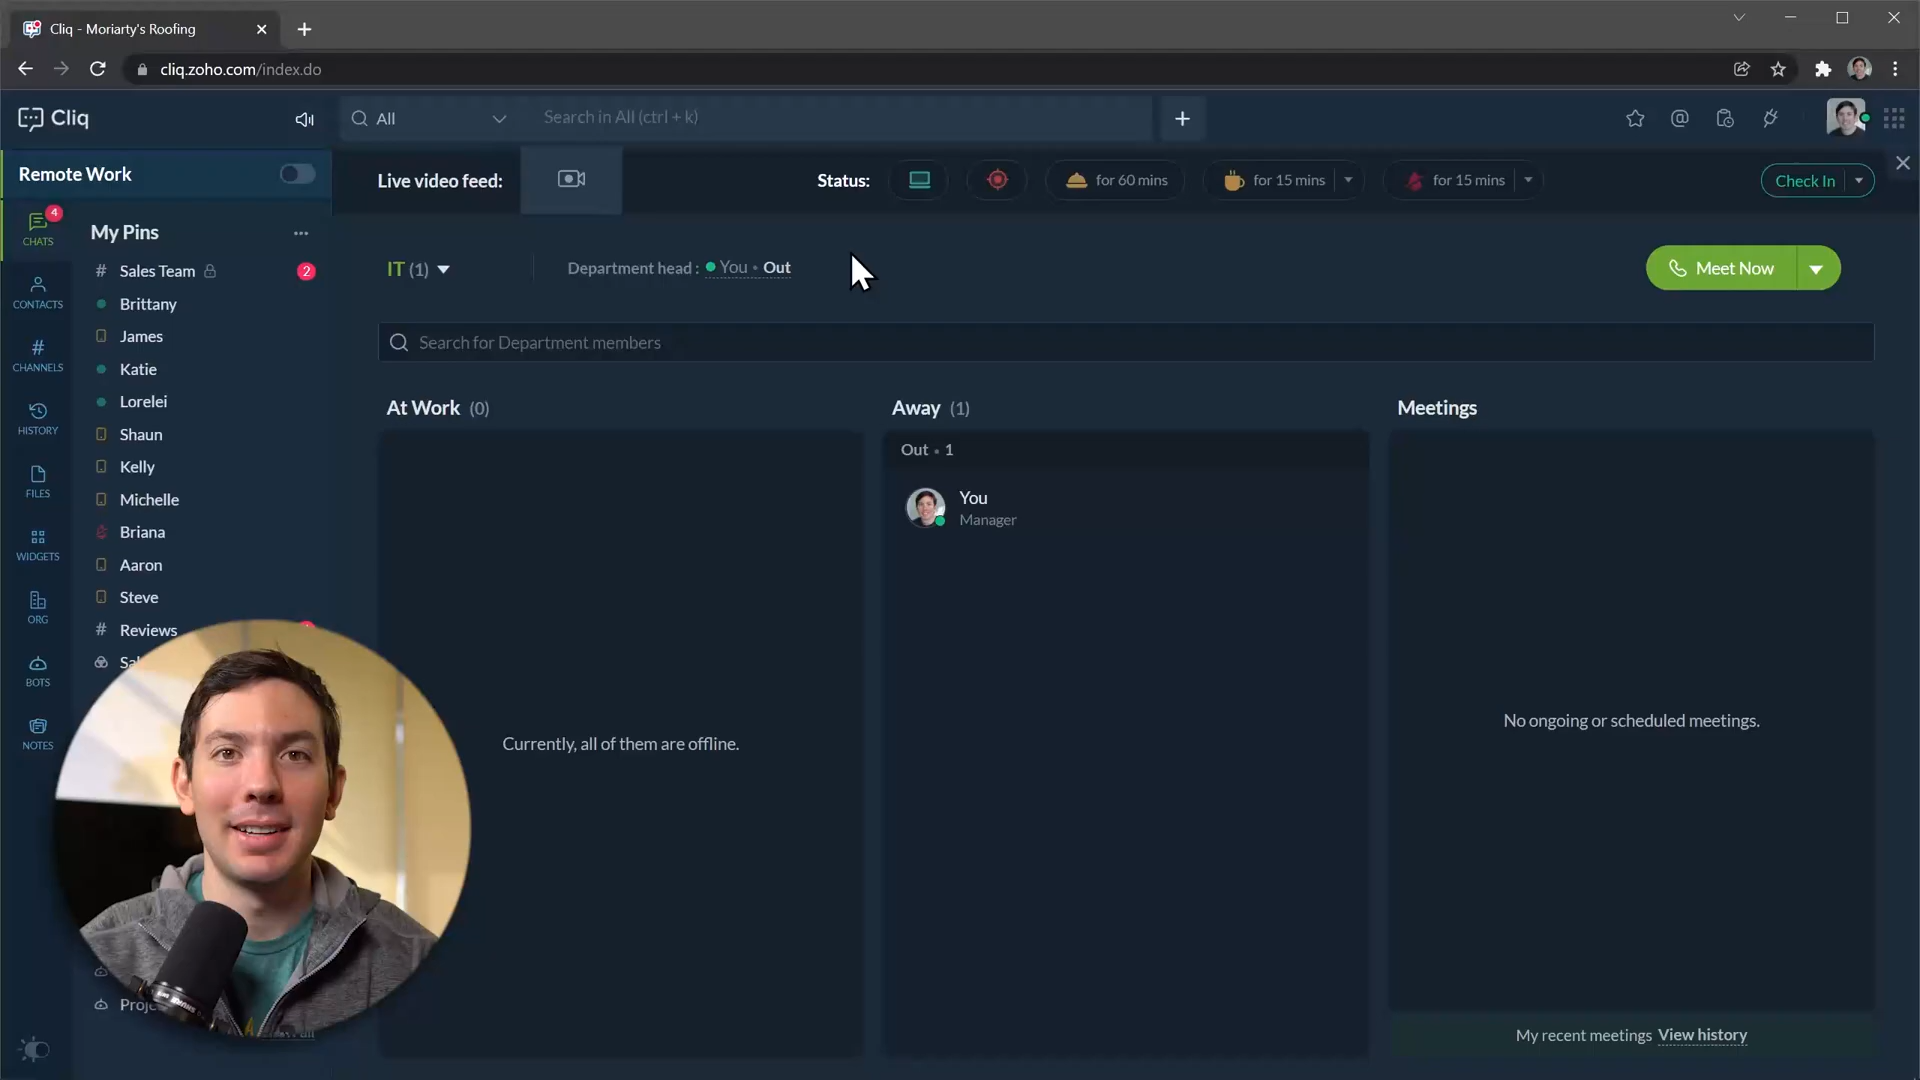 Cliq - Moriarty's Roofing
cliq.zoho.com/index.do
Cliq
All
Search in All (ctrl + k)
Remote Work
Live video feed:
Status:
for 60 mins
for 15 mins
for 15 mins
Check In
4
CHATS
CONTACTS
CHANNELS
HISTORY
FILES
WIDGETS
ORG
BOTS
NOTES
My Pins
# Sales Team
2
Brittany
James
Katie
Lorelei
Shaun
Kelly
Michelle
Briana
Aaron
Steve
# Reviews
IT (1)
Department head : You • Out
Meet Now
Search for Department members
At Work (0)
Currently, all of them are offline.
Away (1)
Out • 1
You
Manager
Meetings
No ongoing or scheduled meetings.
My recent meetings View history